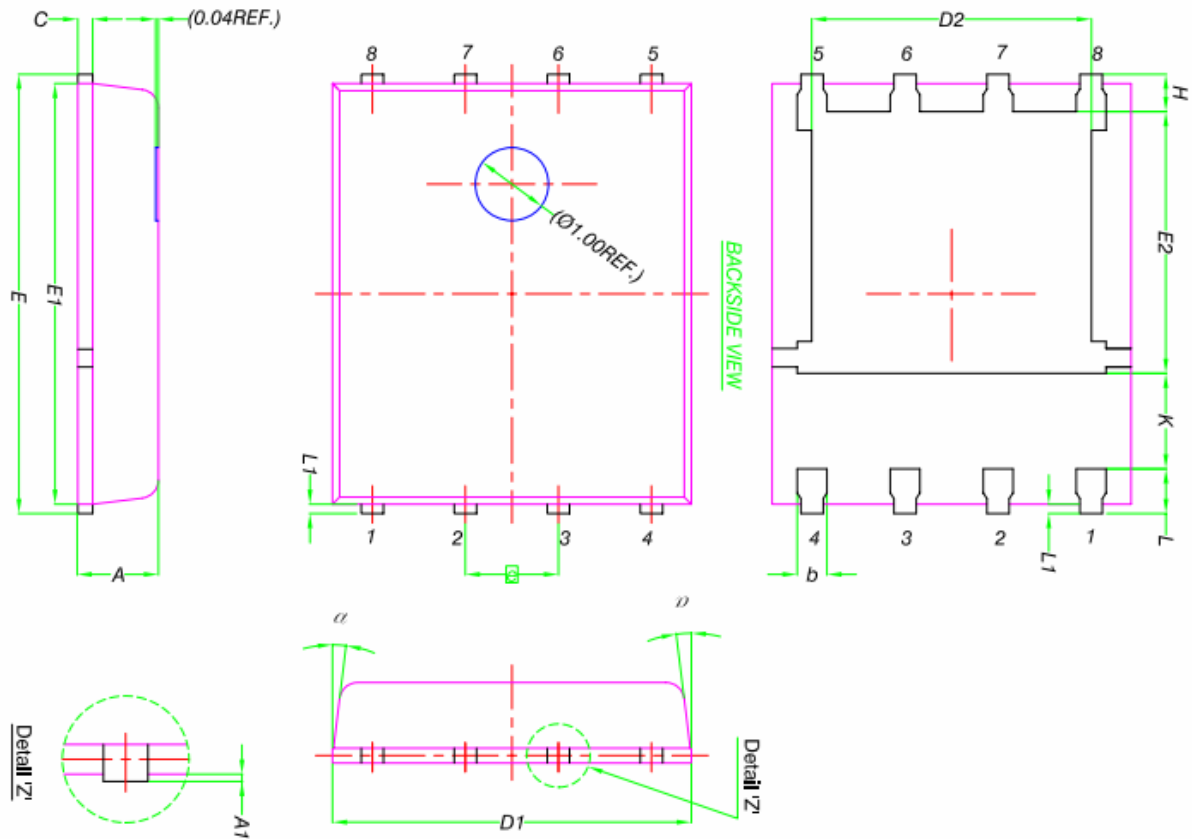 C
(0.04REF.)
E
E1
A
8 7 6 5
(Ø1.00REF.)
L1
1 2 3 4
e
BACKSIDE VIEW
D2
5 6 7 8
H
E2
K
L
L1
4 3 2 1
b
α
D1
Detail 'Z'
Detail 'Z'
A1